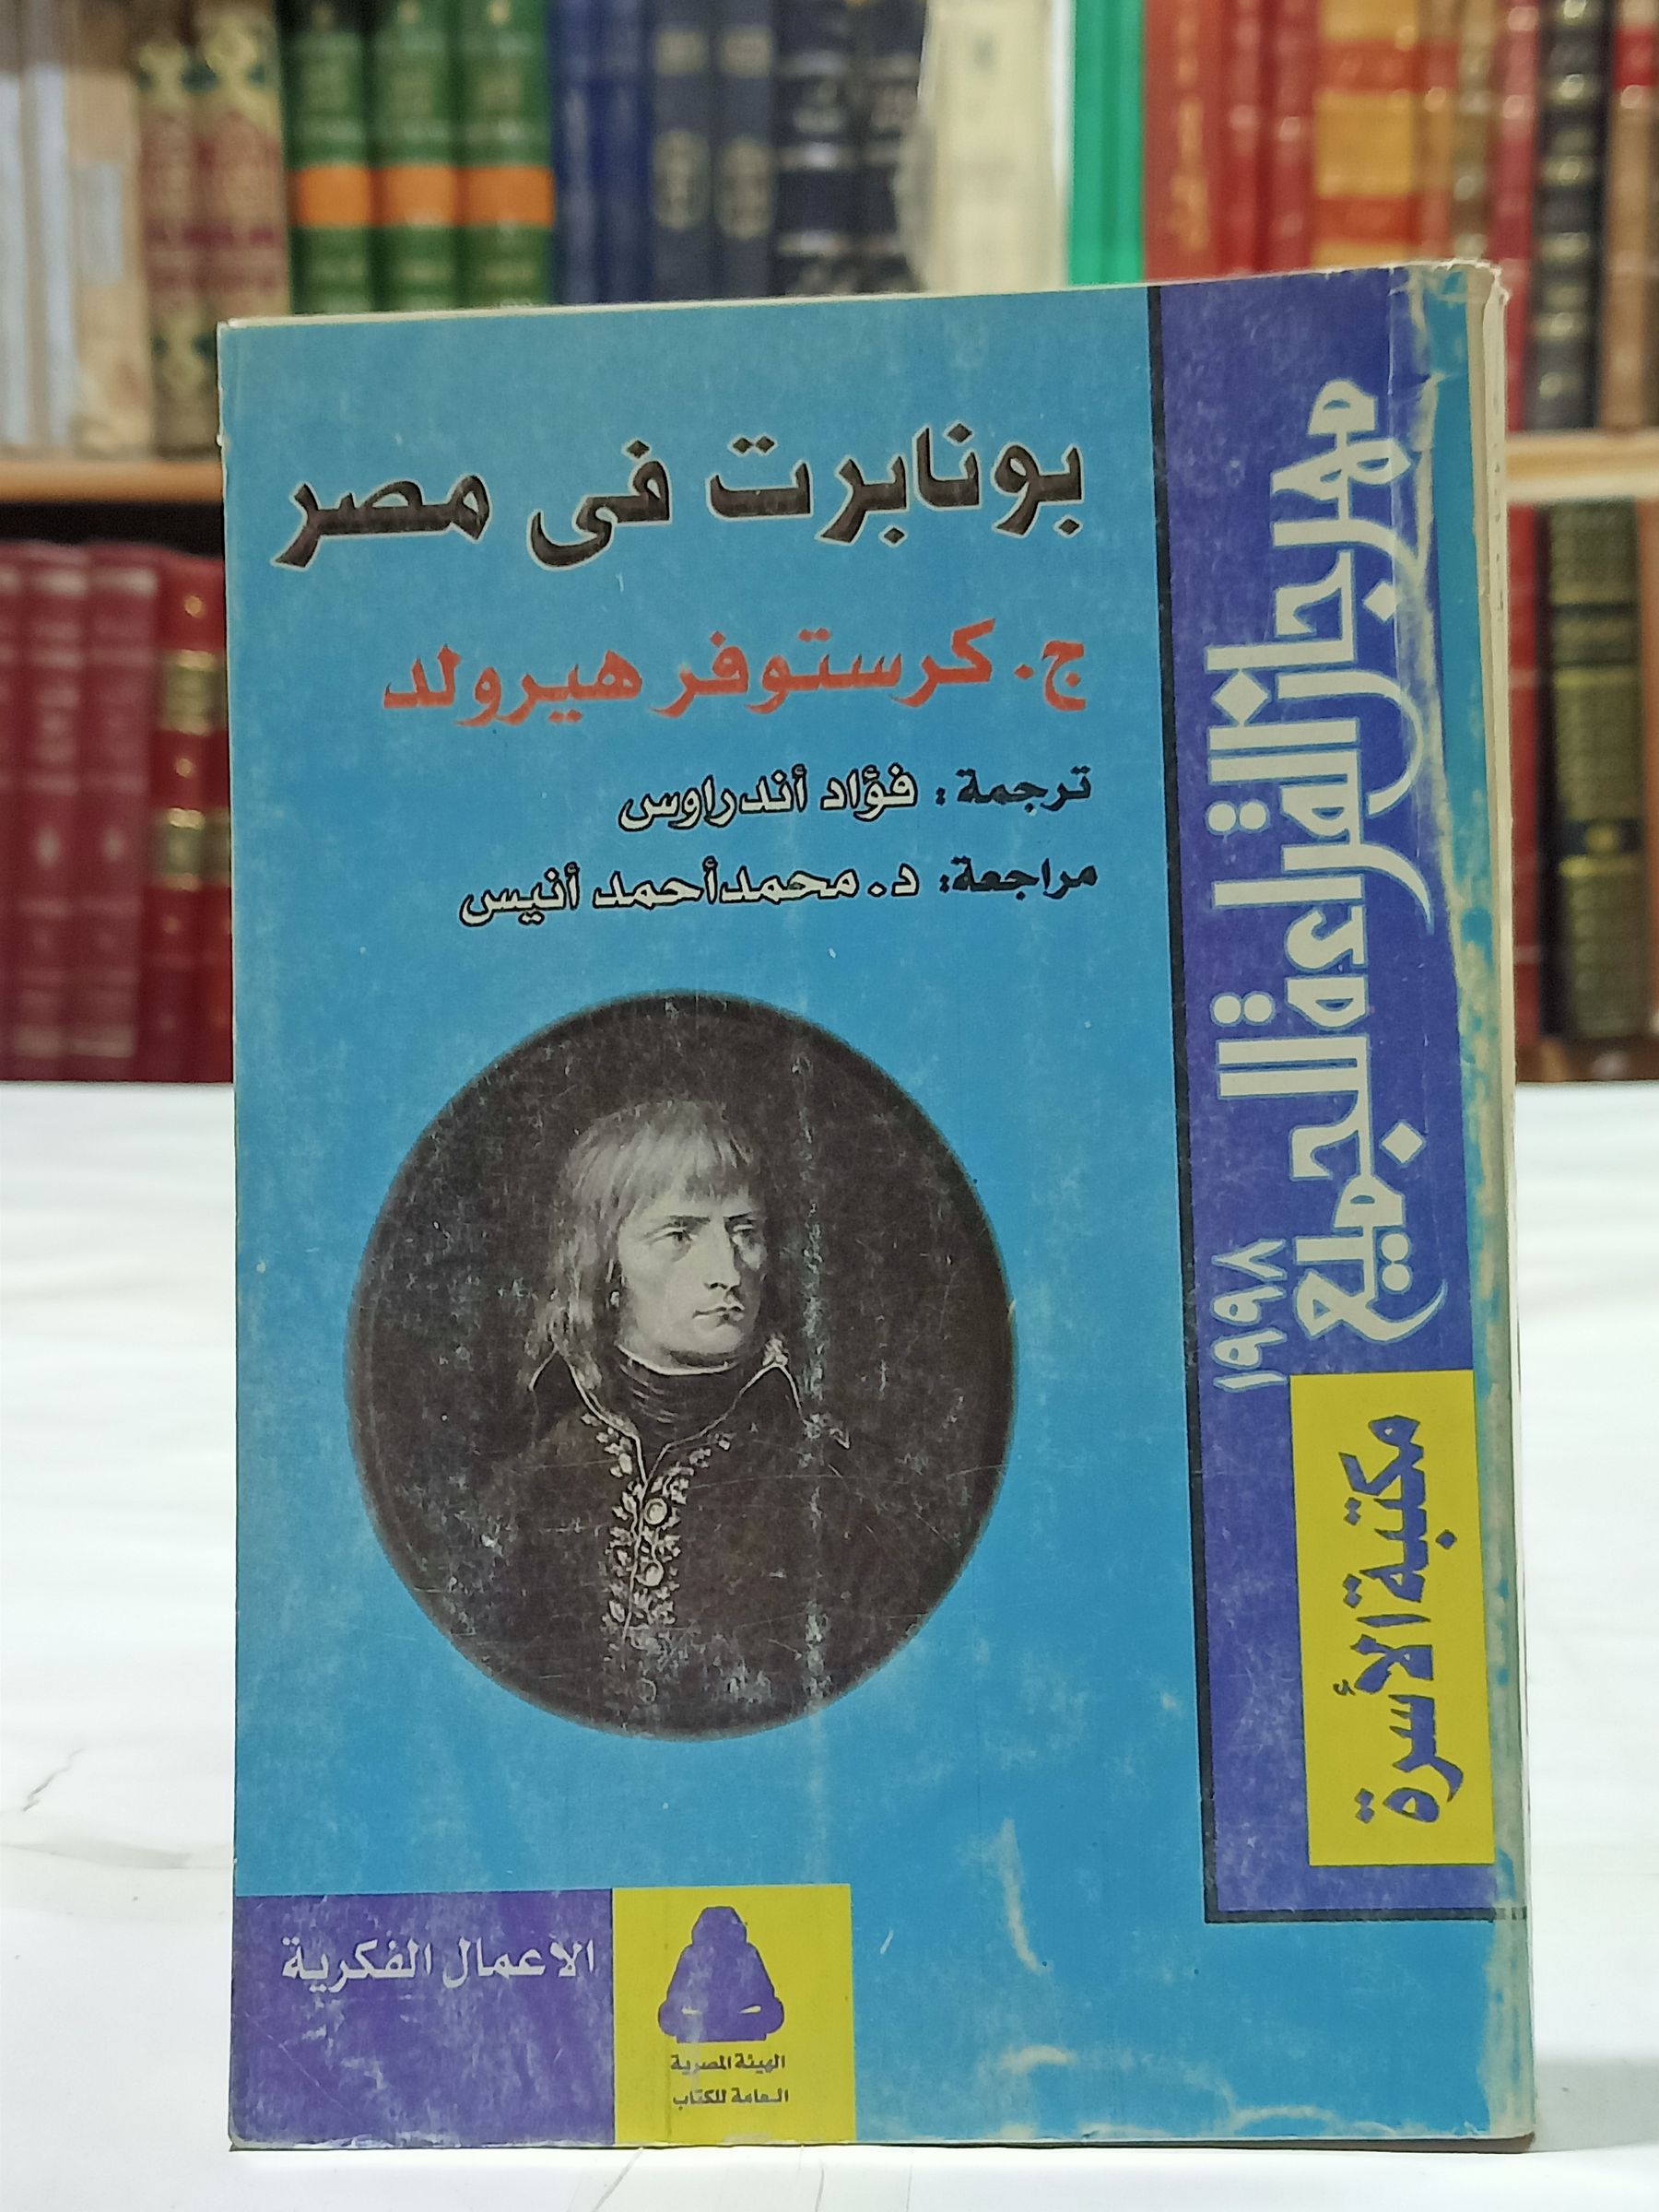 بونابرت فى مصر
ج. كرستوفر هيرولد
ترجمة: فؤاد أندراوس
مراجعة: د. محمد أحمد أنيس
مهرجان القراءة للجميع
١٩٩٨
مكتبة الأسرة
الاعمال الفكرية
الهيئة المصرية
العامة للكتاب